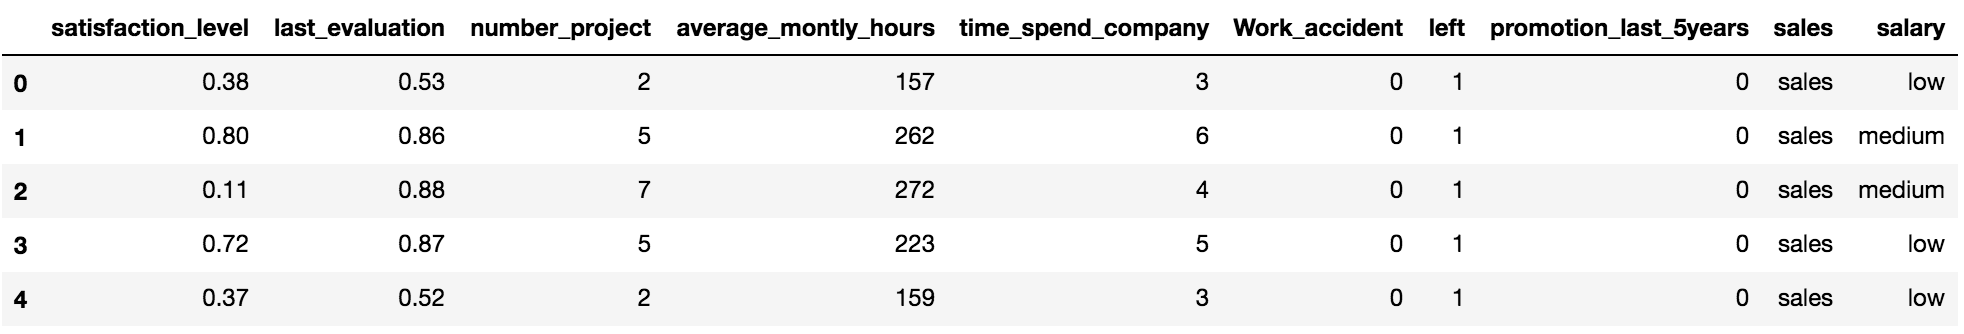 satisfaction_level last_evaluation number_project average_montly_hours time_spend_company Work_accident left promotion_last_5years sales salary
0 0.38 0.53 2 157 3 0 1 0 sales low
1 0.80 0.86 5 262 6 0 1 0 sales medium
2 0.11 0.88 7 272 4 0 1 0 sales medium
3 0.72 0.87 5 223 5 0 1 0 sales low
4 0.37 0.52 2 159 3 0 1 0 sales low